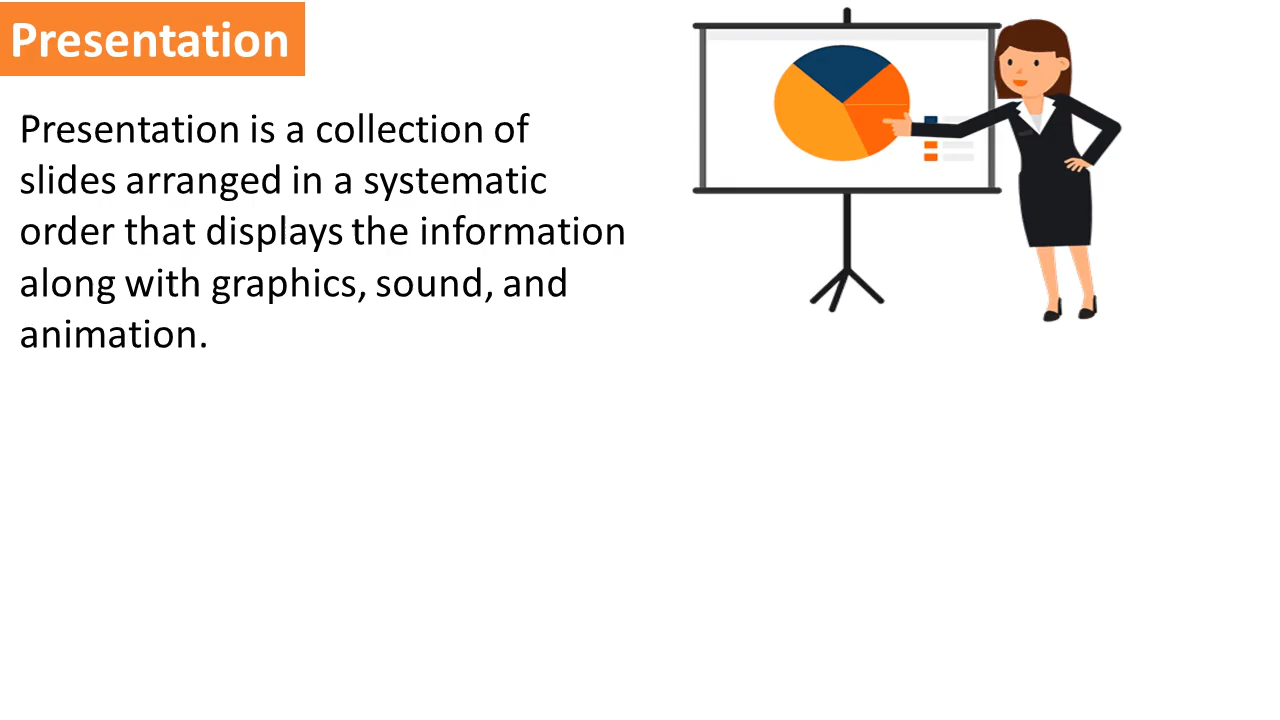 Presentation
Presentation is a collection of
slides arranged in a systematic
order that displays the information
along with graphics, sound, and
animation.